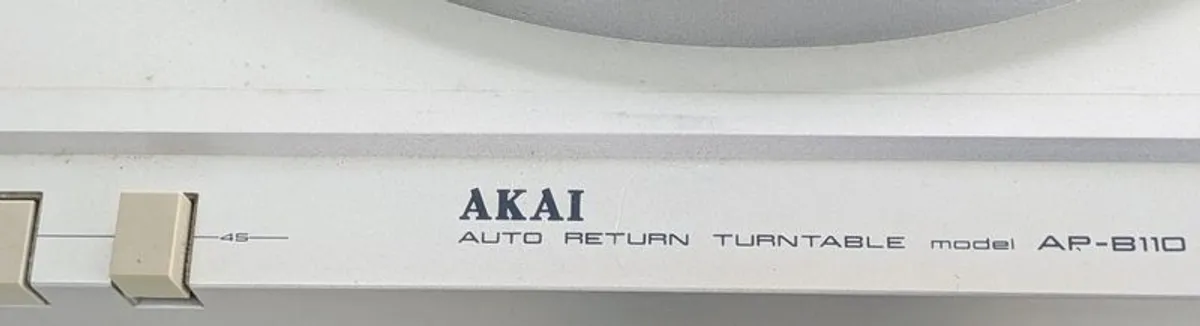 AKAI
45 AUTO RETURN TURNTABLE model AP-B110